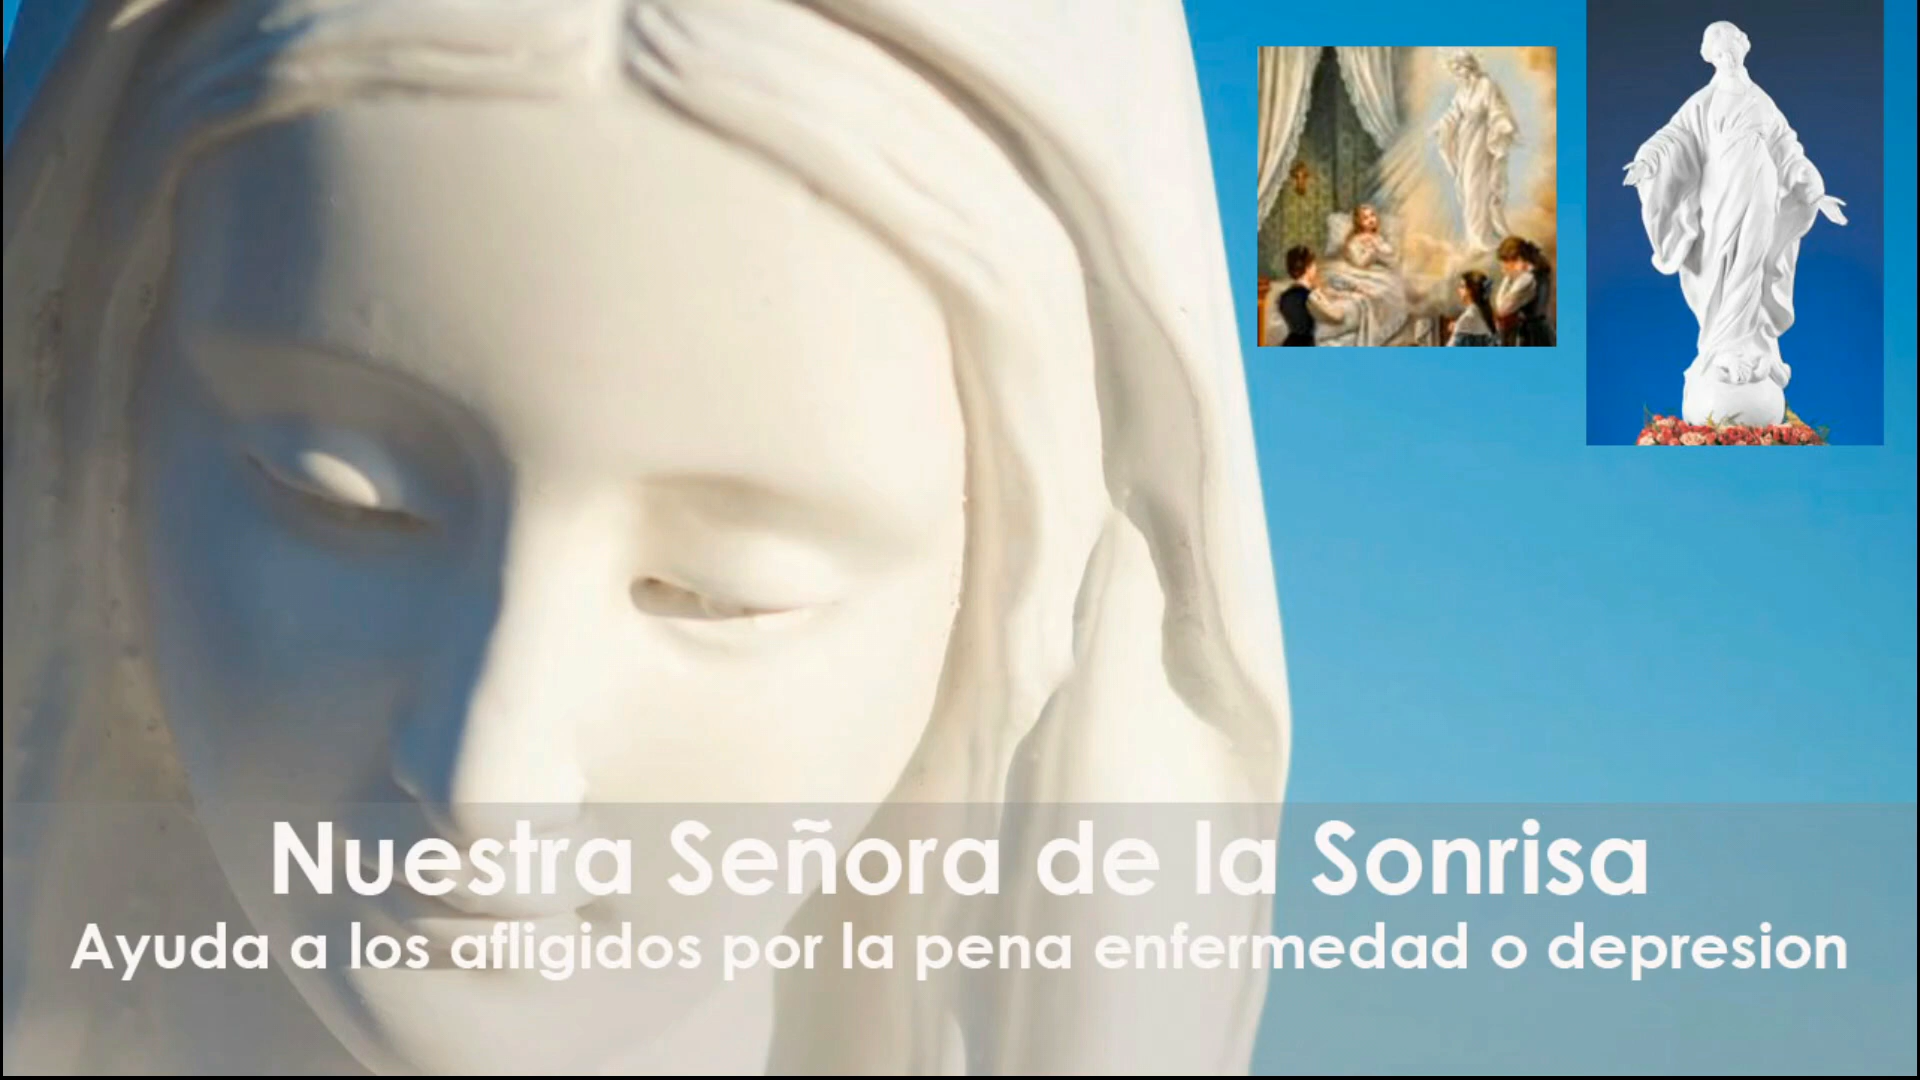 Nuestra Señora de la Sonrisa
Ayuda a los afligidos por la pena enfermedad o depresion